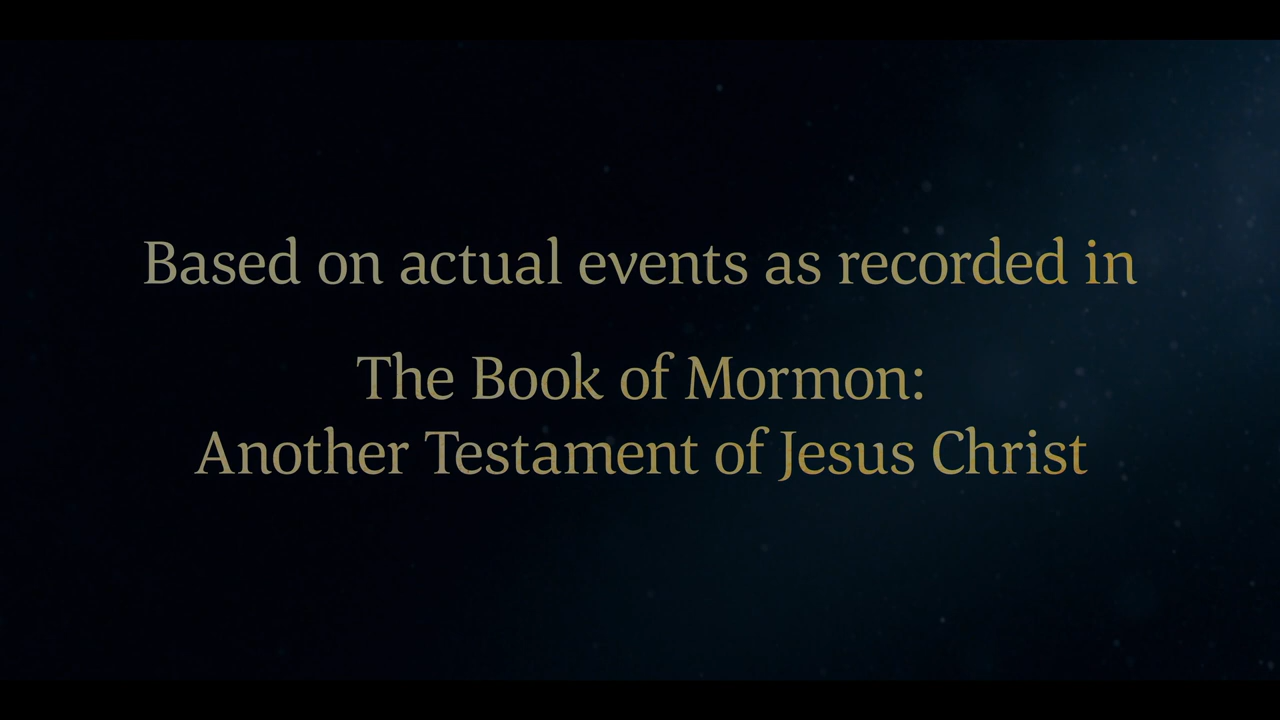 Based on actual events as recorded in
The Book of Mormon:
Another Testament of Jesus Christ